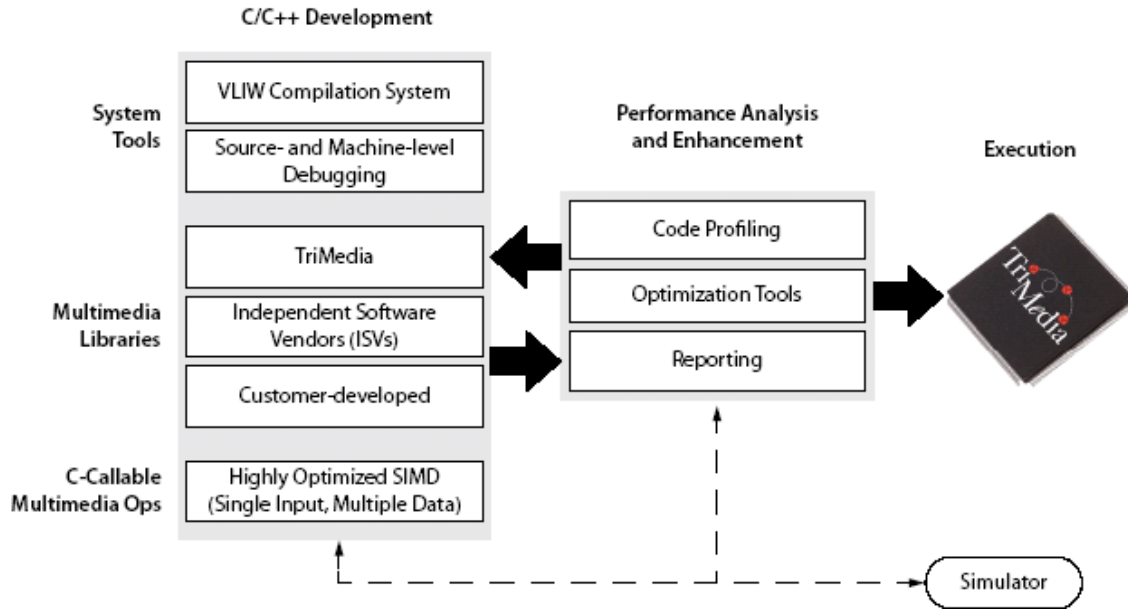 C/C++ Development
System
Tools
VLIW Compilation System
Source- and Machine-level
Debugging
Multimedia
Libraries
TriMedia
Independent Software
Vendors (ISVs)
Customer-developed
C-Callable
Multimedia Ops
Highly Optimized SIMD
(Single Input, Multiple Data)
Performance Analysis
and Enhancement
Code Profiling
Optimization Tools
Reporting
Execution
TriMedia
Simulator